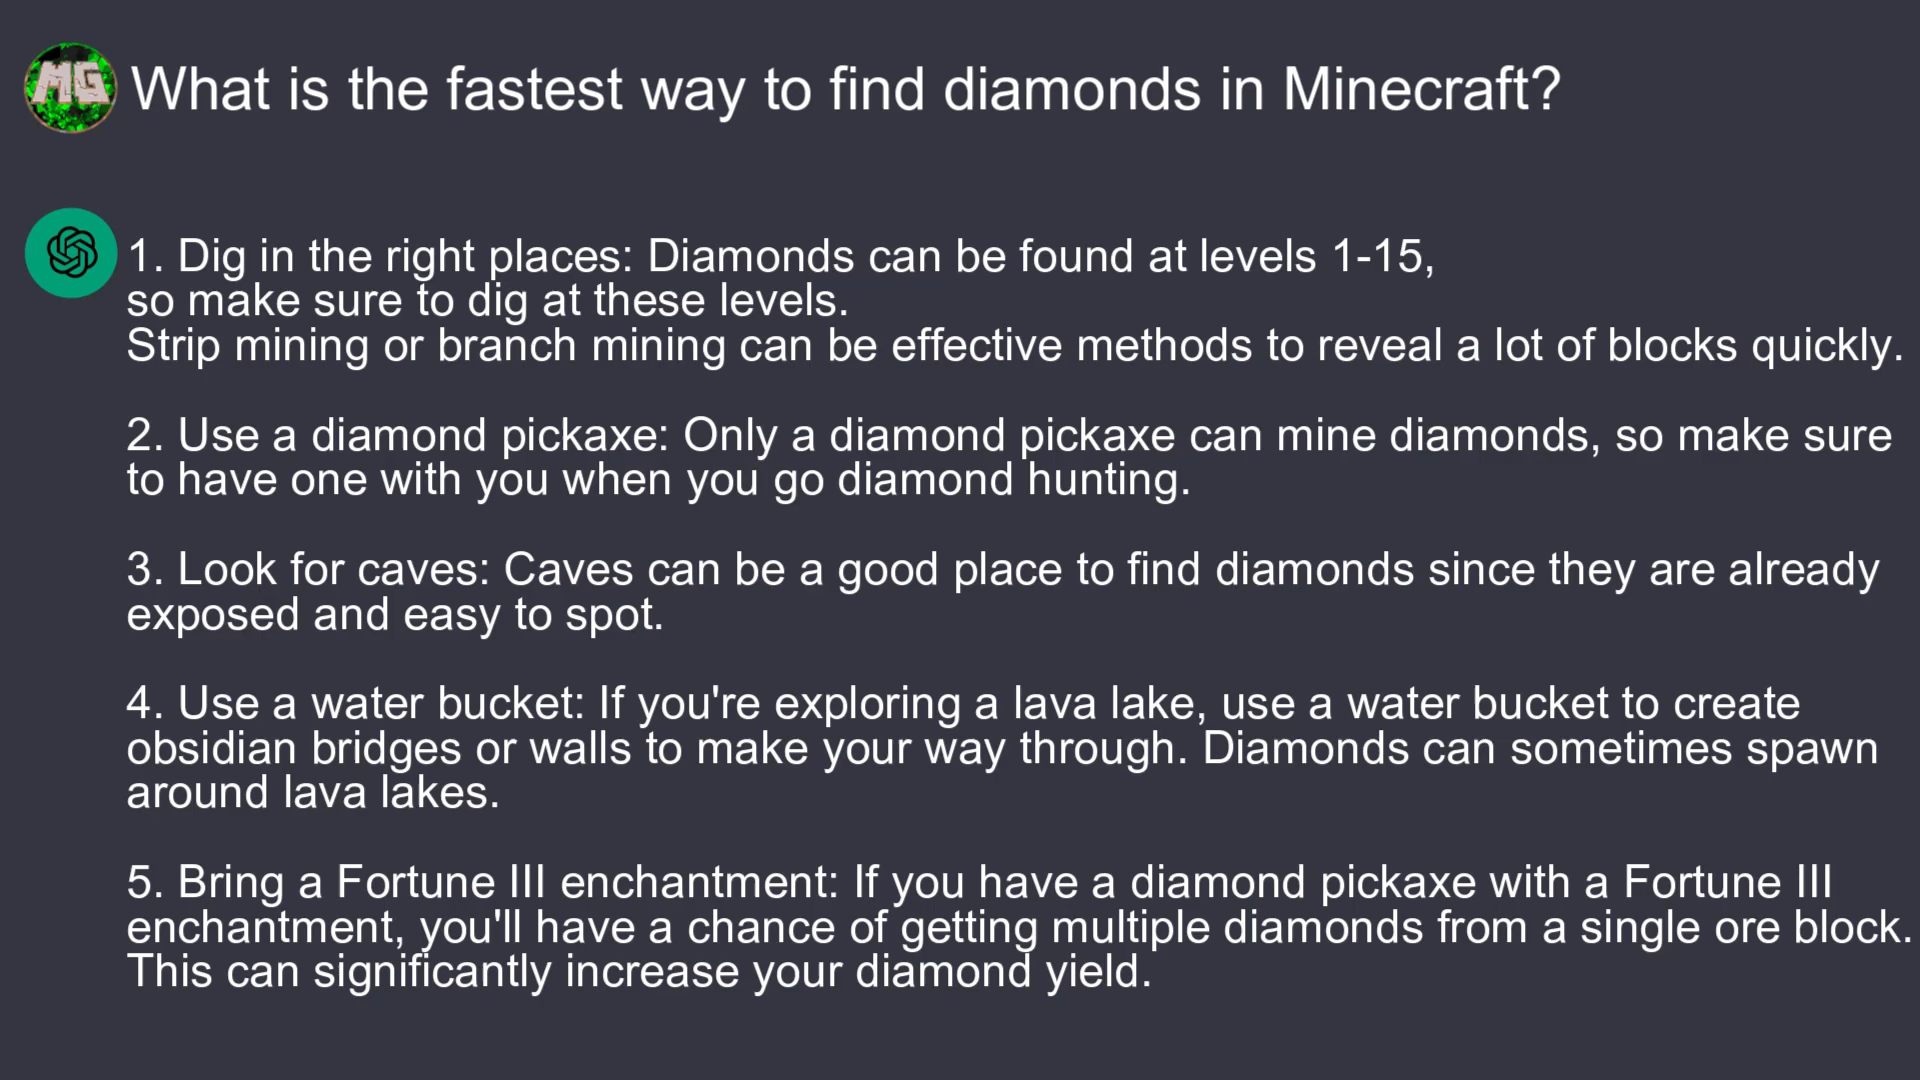 MG
What is the fastest way to find diamonds in Minecraft?
1. Dig in the right places: Diamonds can be found at levels 1-15,
so make sure to dig at these levels.
Strip mining or branch mining can be effective methods to reveal a lot of blocks quickly.
2. Use a diamond pickaxe: Only a diamond pickaxe can mine diamonds, so make sure
to have one with you when you go diamond hunting.
3. Look for caves: Caves can be a good place to find diamonds since they are already
exposed and easy to spot.
4. Use a water bucket: If you're exploring a lava lake, use a water bucket to create
obsidian bridges or walls to make your way through. Diamonds can sometimes spawn
around lava lakes.
5. Bring a Fortune III enchantment: If you have a diamond pickaxe with a Fortune III
enchantment, you'll have a chance of getting multiple diamonds from a single ore block.
This can significantly increase your diamond yield.